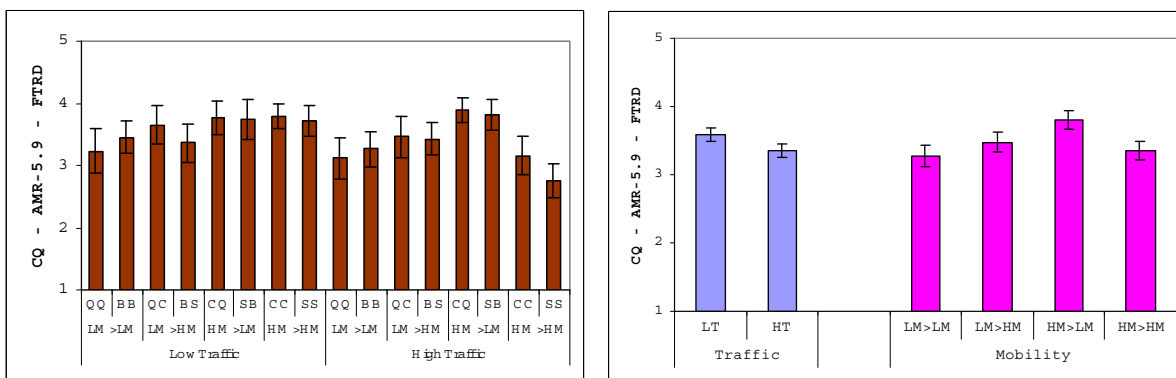 CQ - AMR-5.9 - FTRD
5
4
3
2
1
QQ BB QC BS CQ SB CC SS QQ BB QC BS CQ SB CC SS
LM >LM LM >HM HM >LM HM >HM LM >LM LM >HM HM >LM HM >HM
Low Traffic High Traffic
CQ - AMR-5.9 - FTRD
5
4
3
2
1
LT HT LM>LM LM>HM HM>LM HM>HM
Traffic Mobility